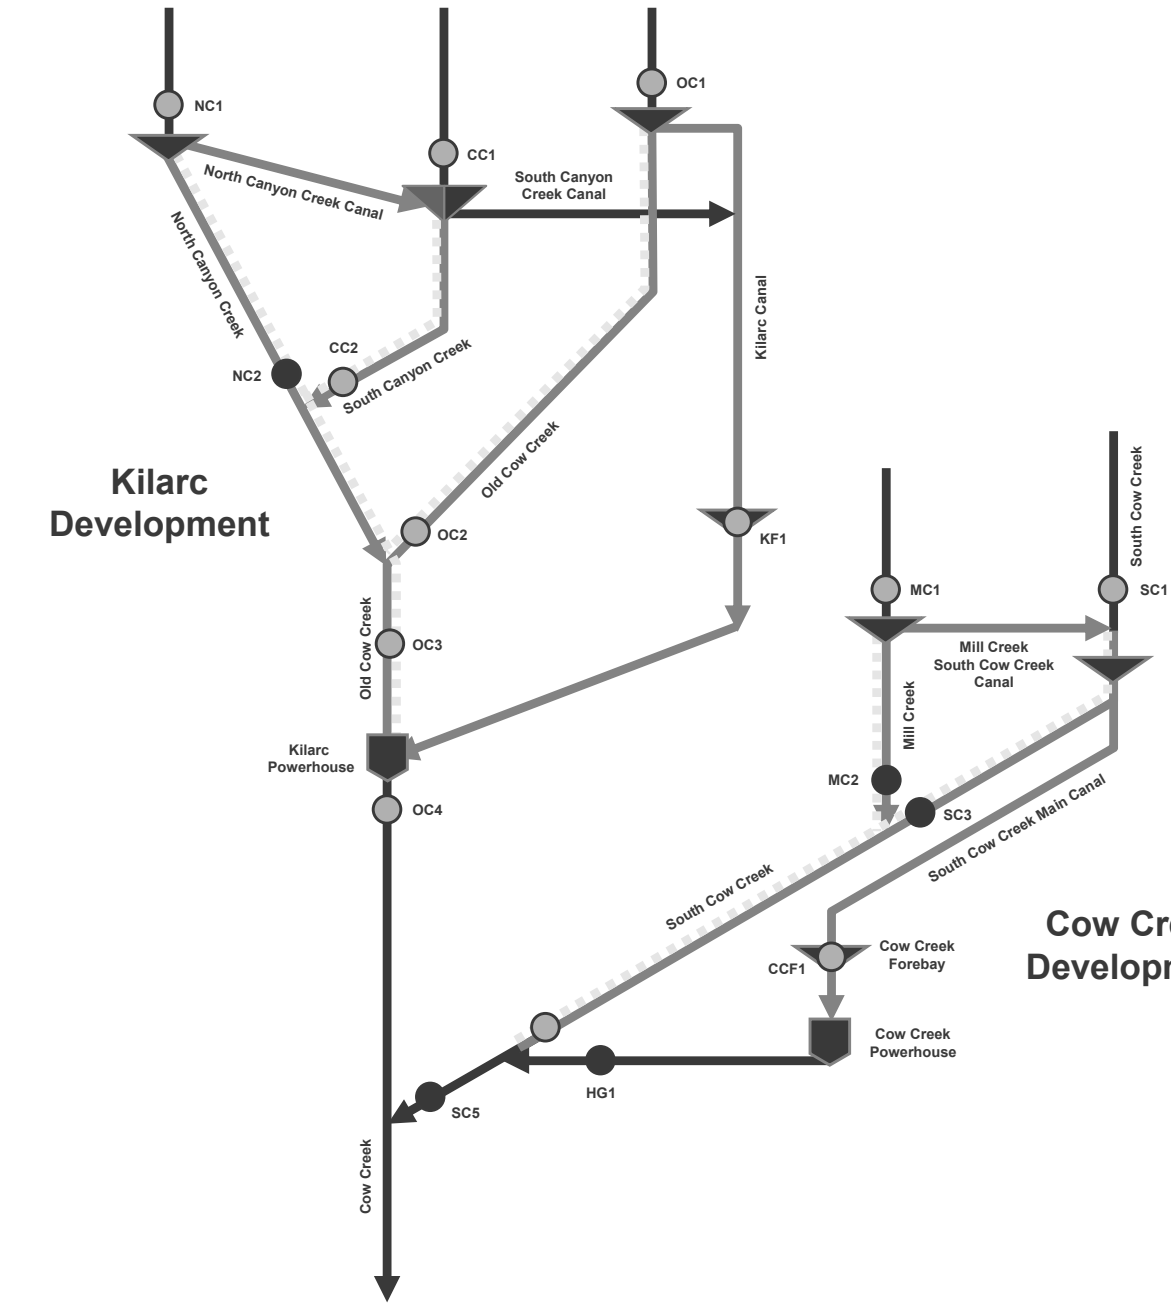 OC1
NC1
CC1
North Canyon Creek Canal
South Canyon
Creek Canal
North Canyon Creek
Kilarc Canal
CC2
NC2
South Canyon Creek
Old Cow Creek
Kilarc
Development
OC2
KF1
South Cow Creek
MC1
SC1
Old Cow Creek
OC3
Mill Creek
South Cow Creek
Canal
Mill Creek
Kilarc
Powerhouse
MC2
OC4
SC3
South Cow Creek Main Canal
South Cow Creek
Cow Cre
Developm
Cow Creek
Forebay
CCF1
Cow Creek
Powerhouse
HG1
SC5
Cow Creek